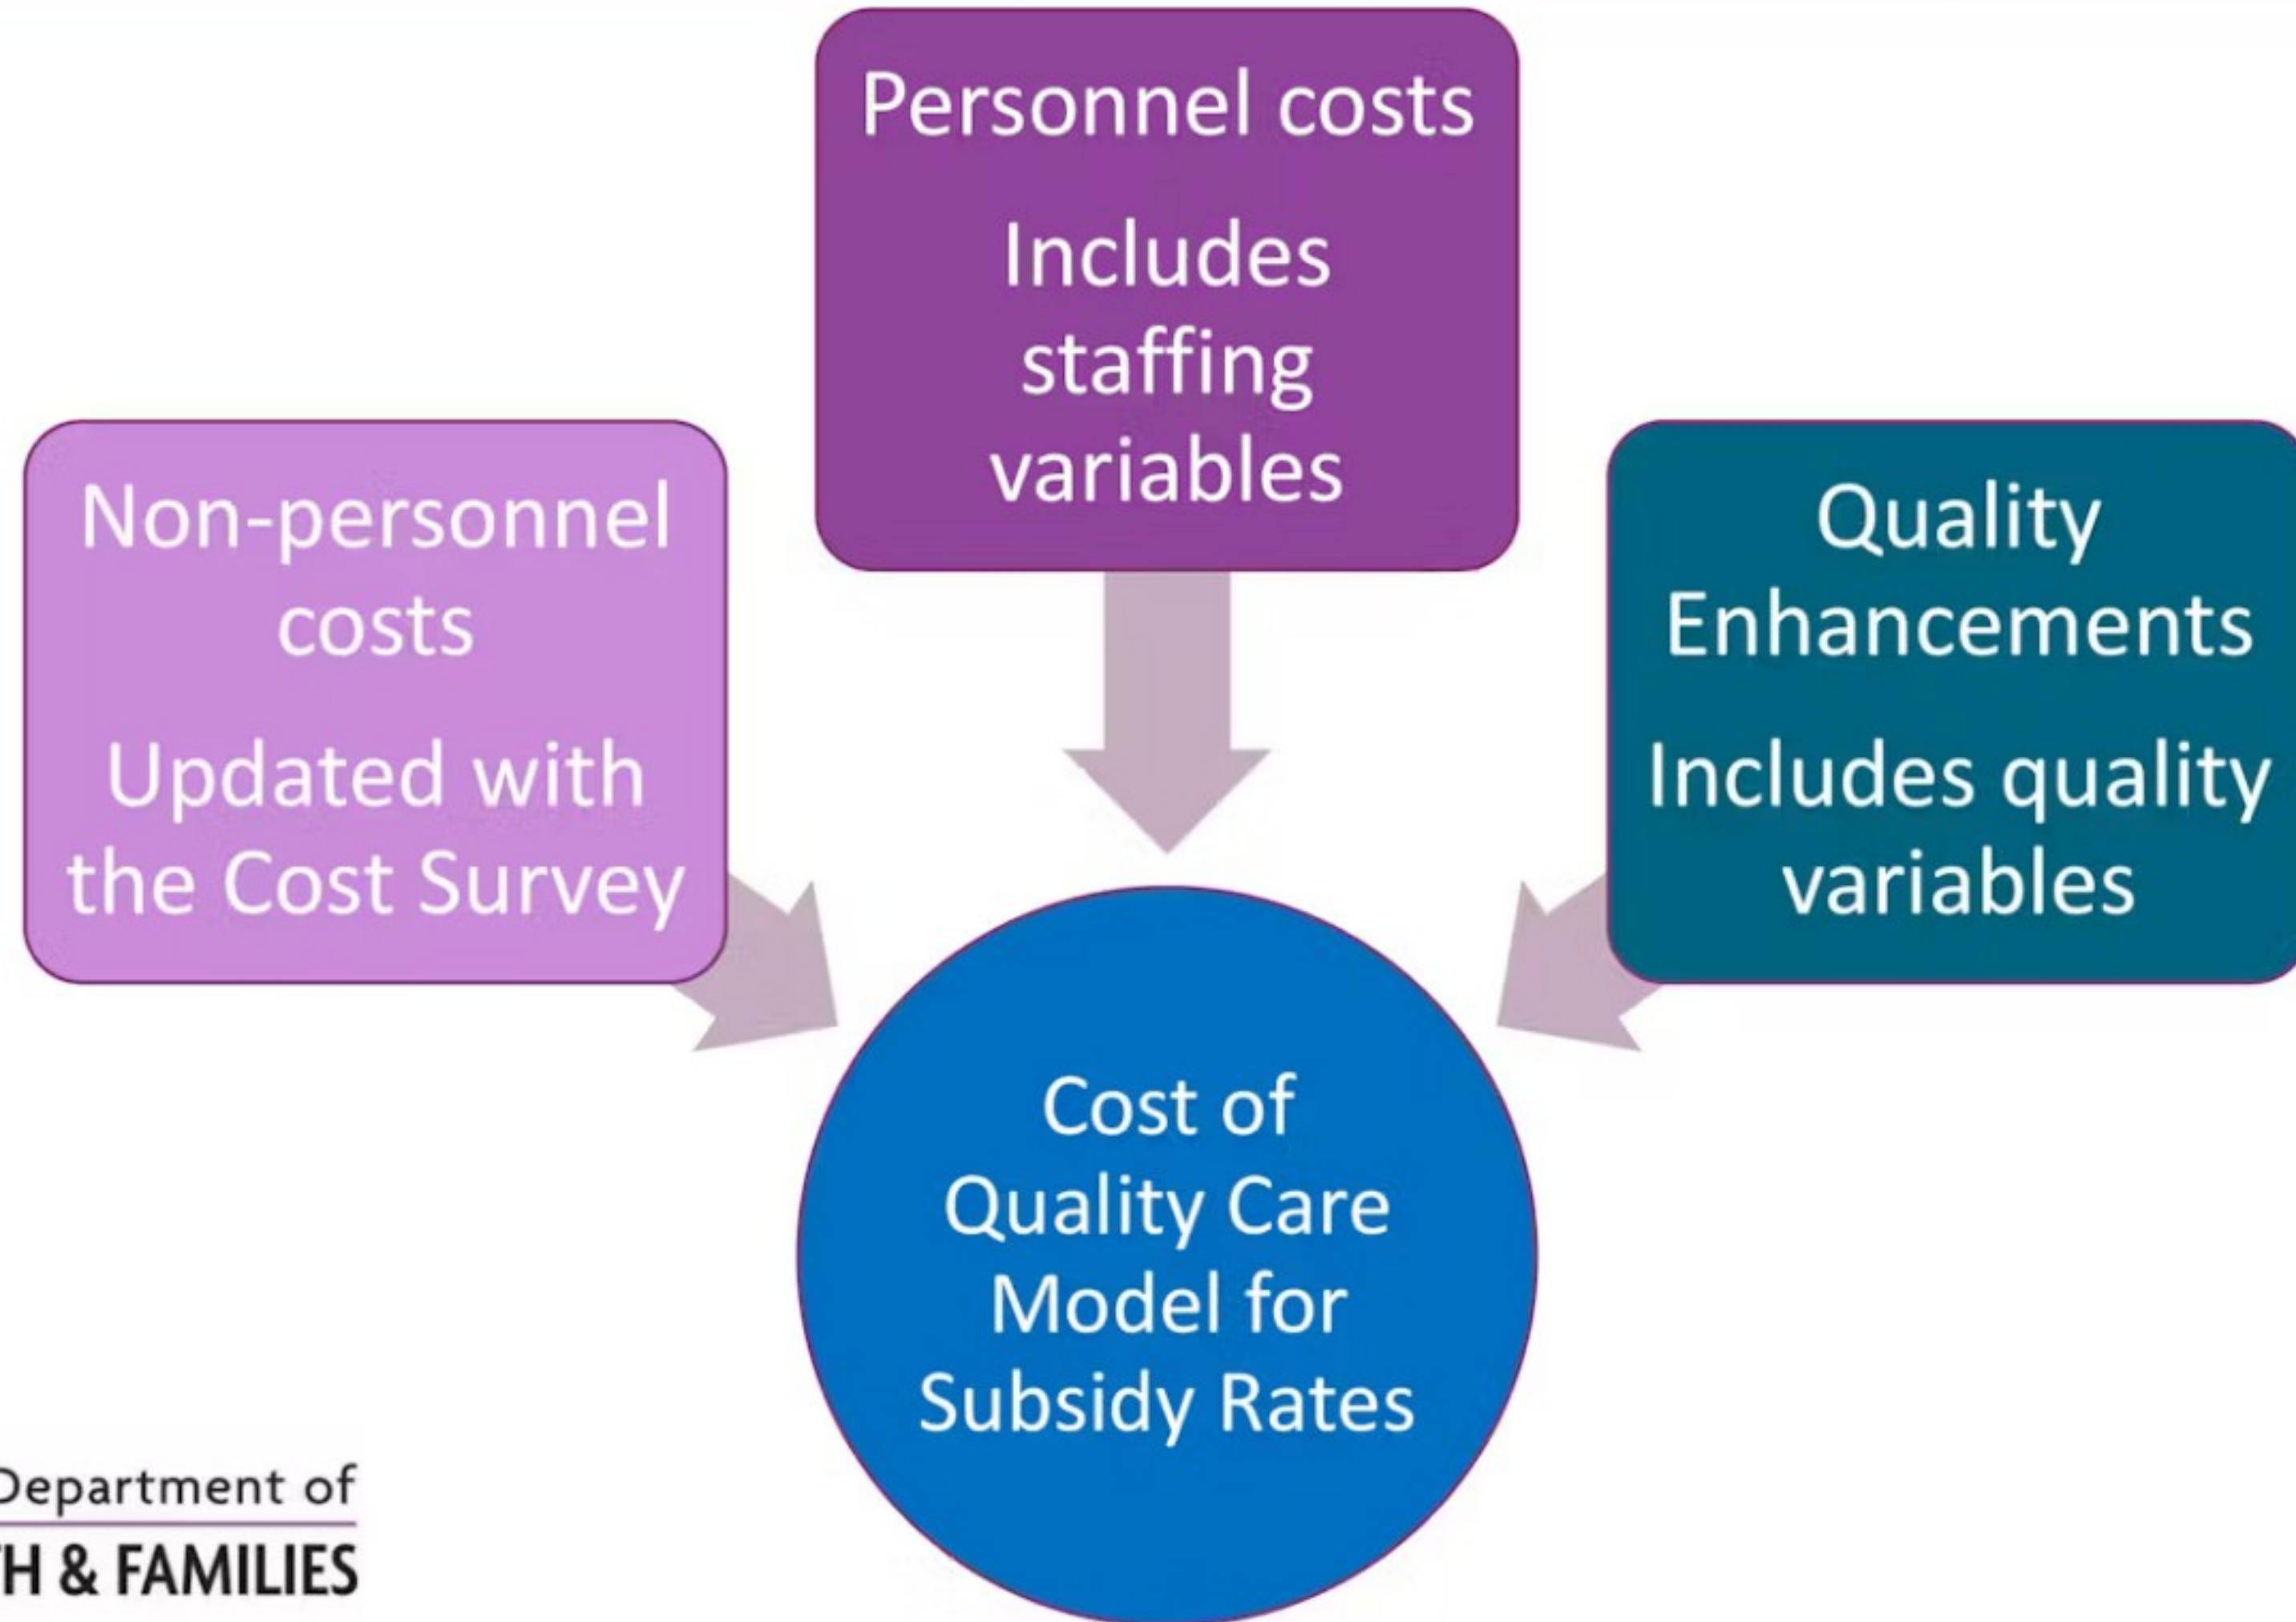 Personnel costs
Includes
staffing
variables
Non-personnel
costs
Updated with
the Cost Survey
Quality
Enhancements
Includes quality
variables
Cost of
Quality Care
Model for
Subsidy Rates
Department of
& FAMILIES